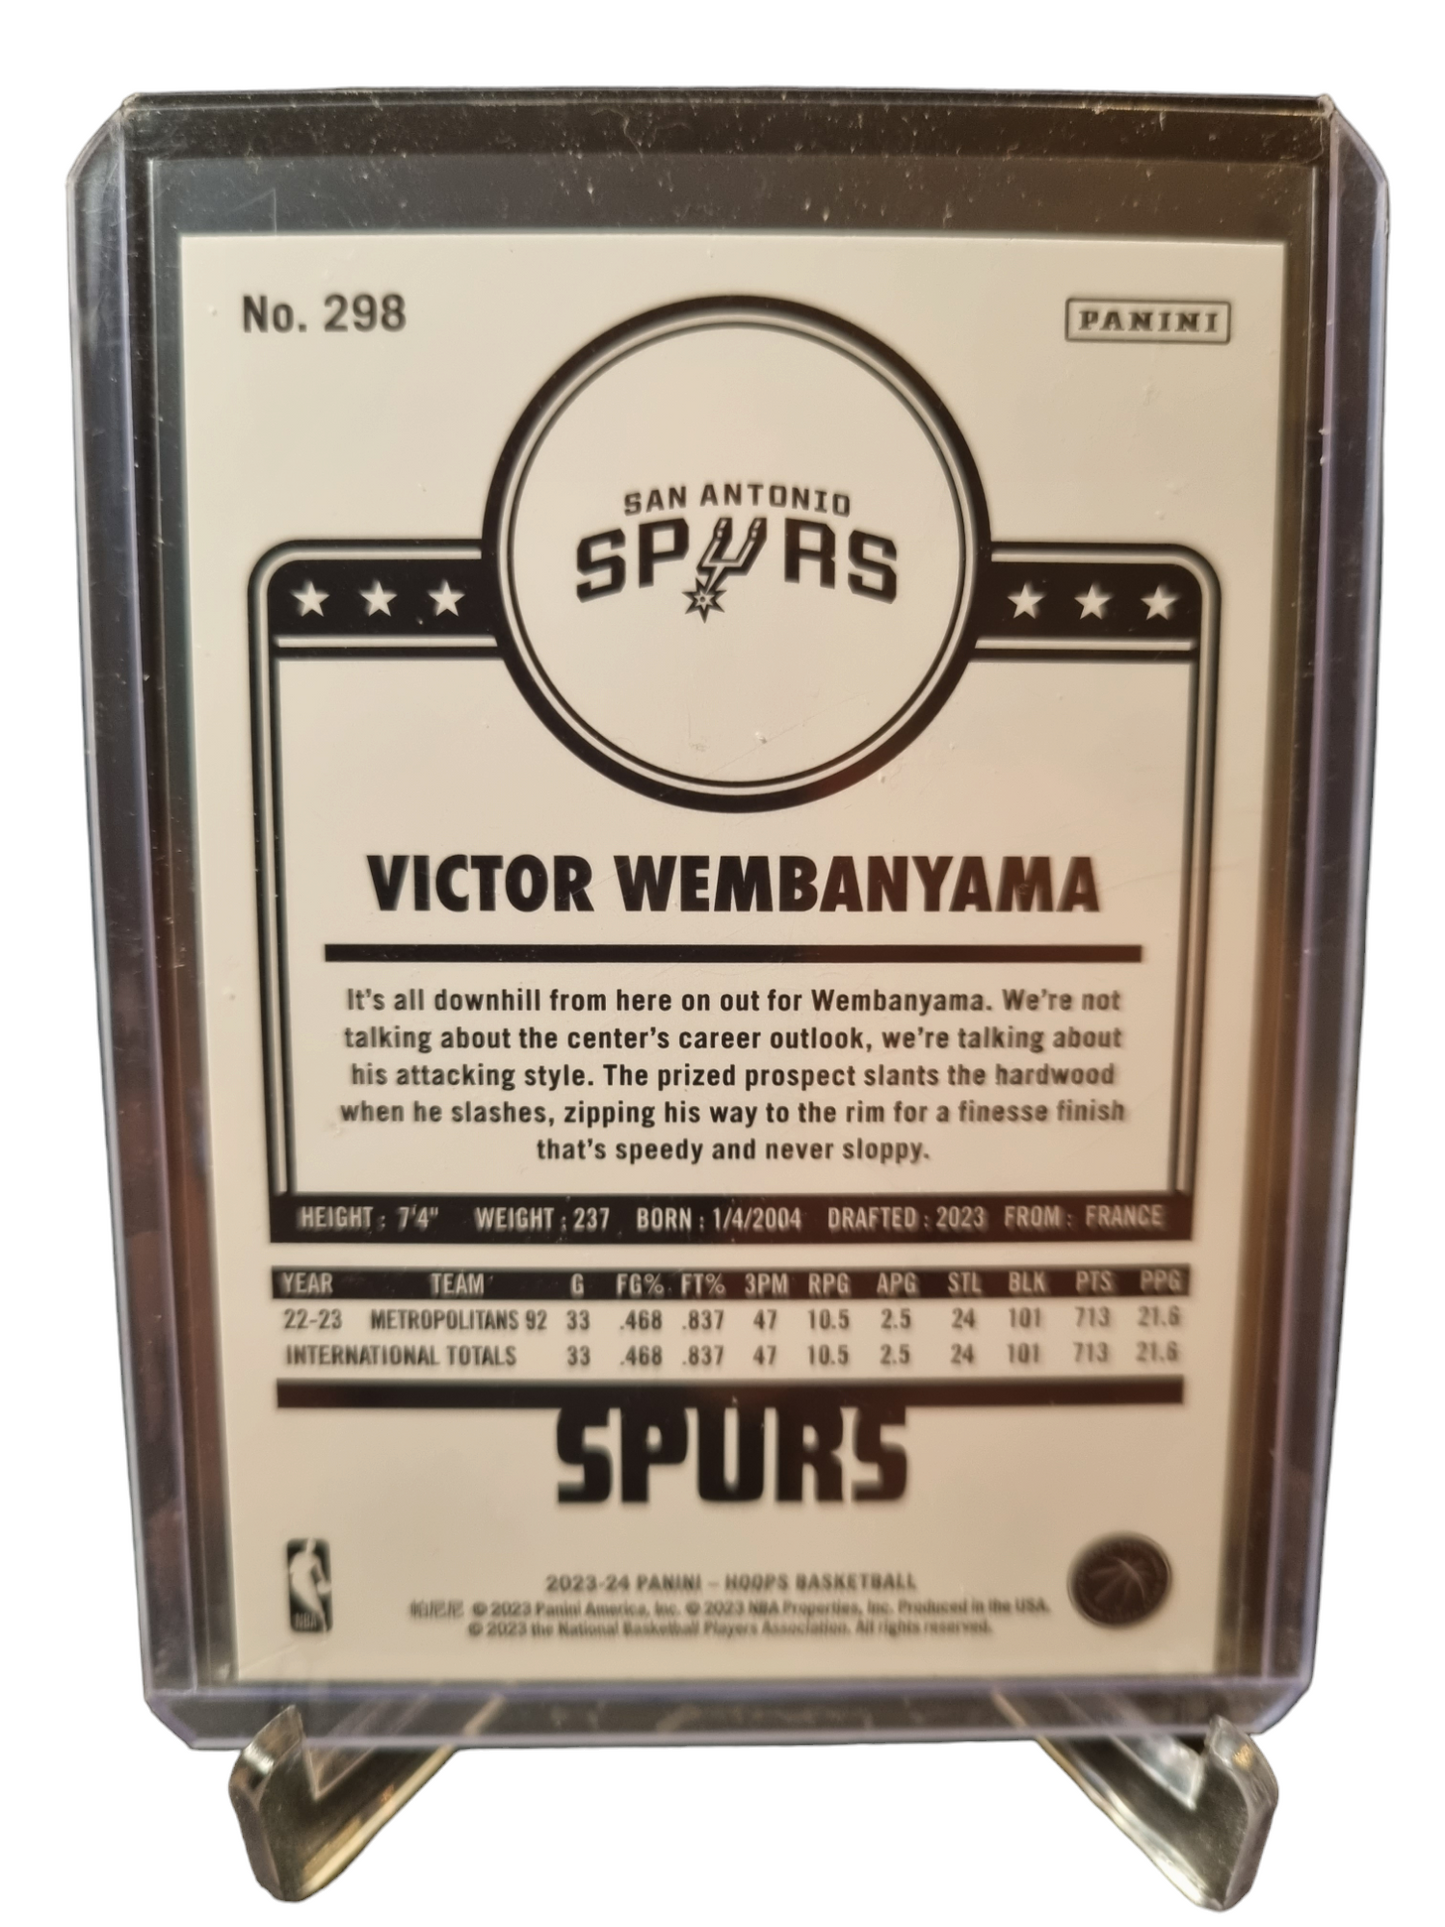 No. 298
PANINI
SAN ANTONIO
SPURS
VICTOR WEMBANYAMA
It's all downhill from here on out for Wembanyama. We're not
talking about the center's career outlook, we're talking about
his attacking style. The prized prospect slants the hardwood
when he slashes, zipping his way to the rim for a finesse finish
that's speedy and never sloppy.
HEIGHT : 7'4" WEIGHT : 237 BORN : 1/4/2004 DRAFTED : 2023 FROM : FRANCE
YEAR TEAM G FG% FT% 3PM RPG APG STL BLK PTS PPG
22-23 METROPOLITANS 92 33 .468 .837 47 10.5 2.5 24 101 713 21.6
INTERNATIONAL TOTALS 33 .468 .837 47 10.5 2.5 24 101 713 21.6
SPURS
NBA
2023-24 PANINI – HOOPS BASKETBALL
帕尼尼 © 2023 Panini America, Inc. © 2023 NBA Properties, Inc. Produced in the USA.
© 2023 the National Basketball Players Association. All rights reserved.